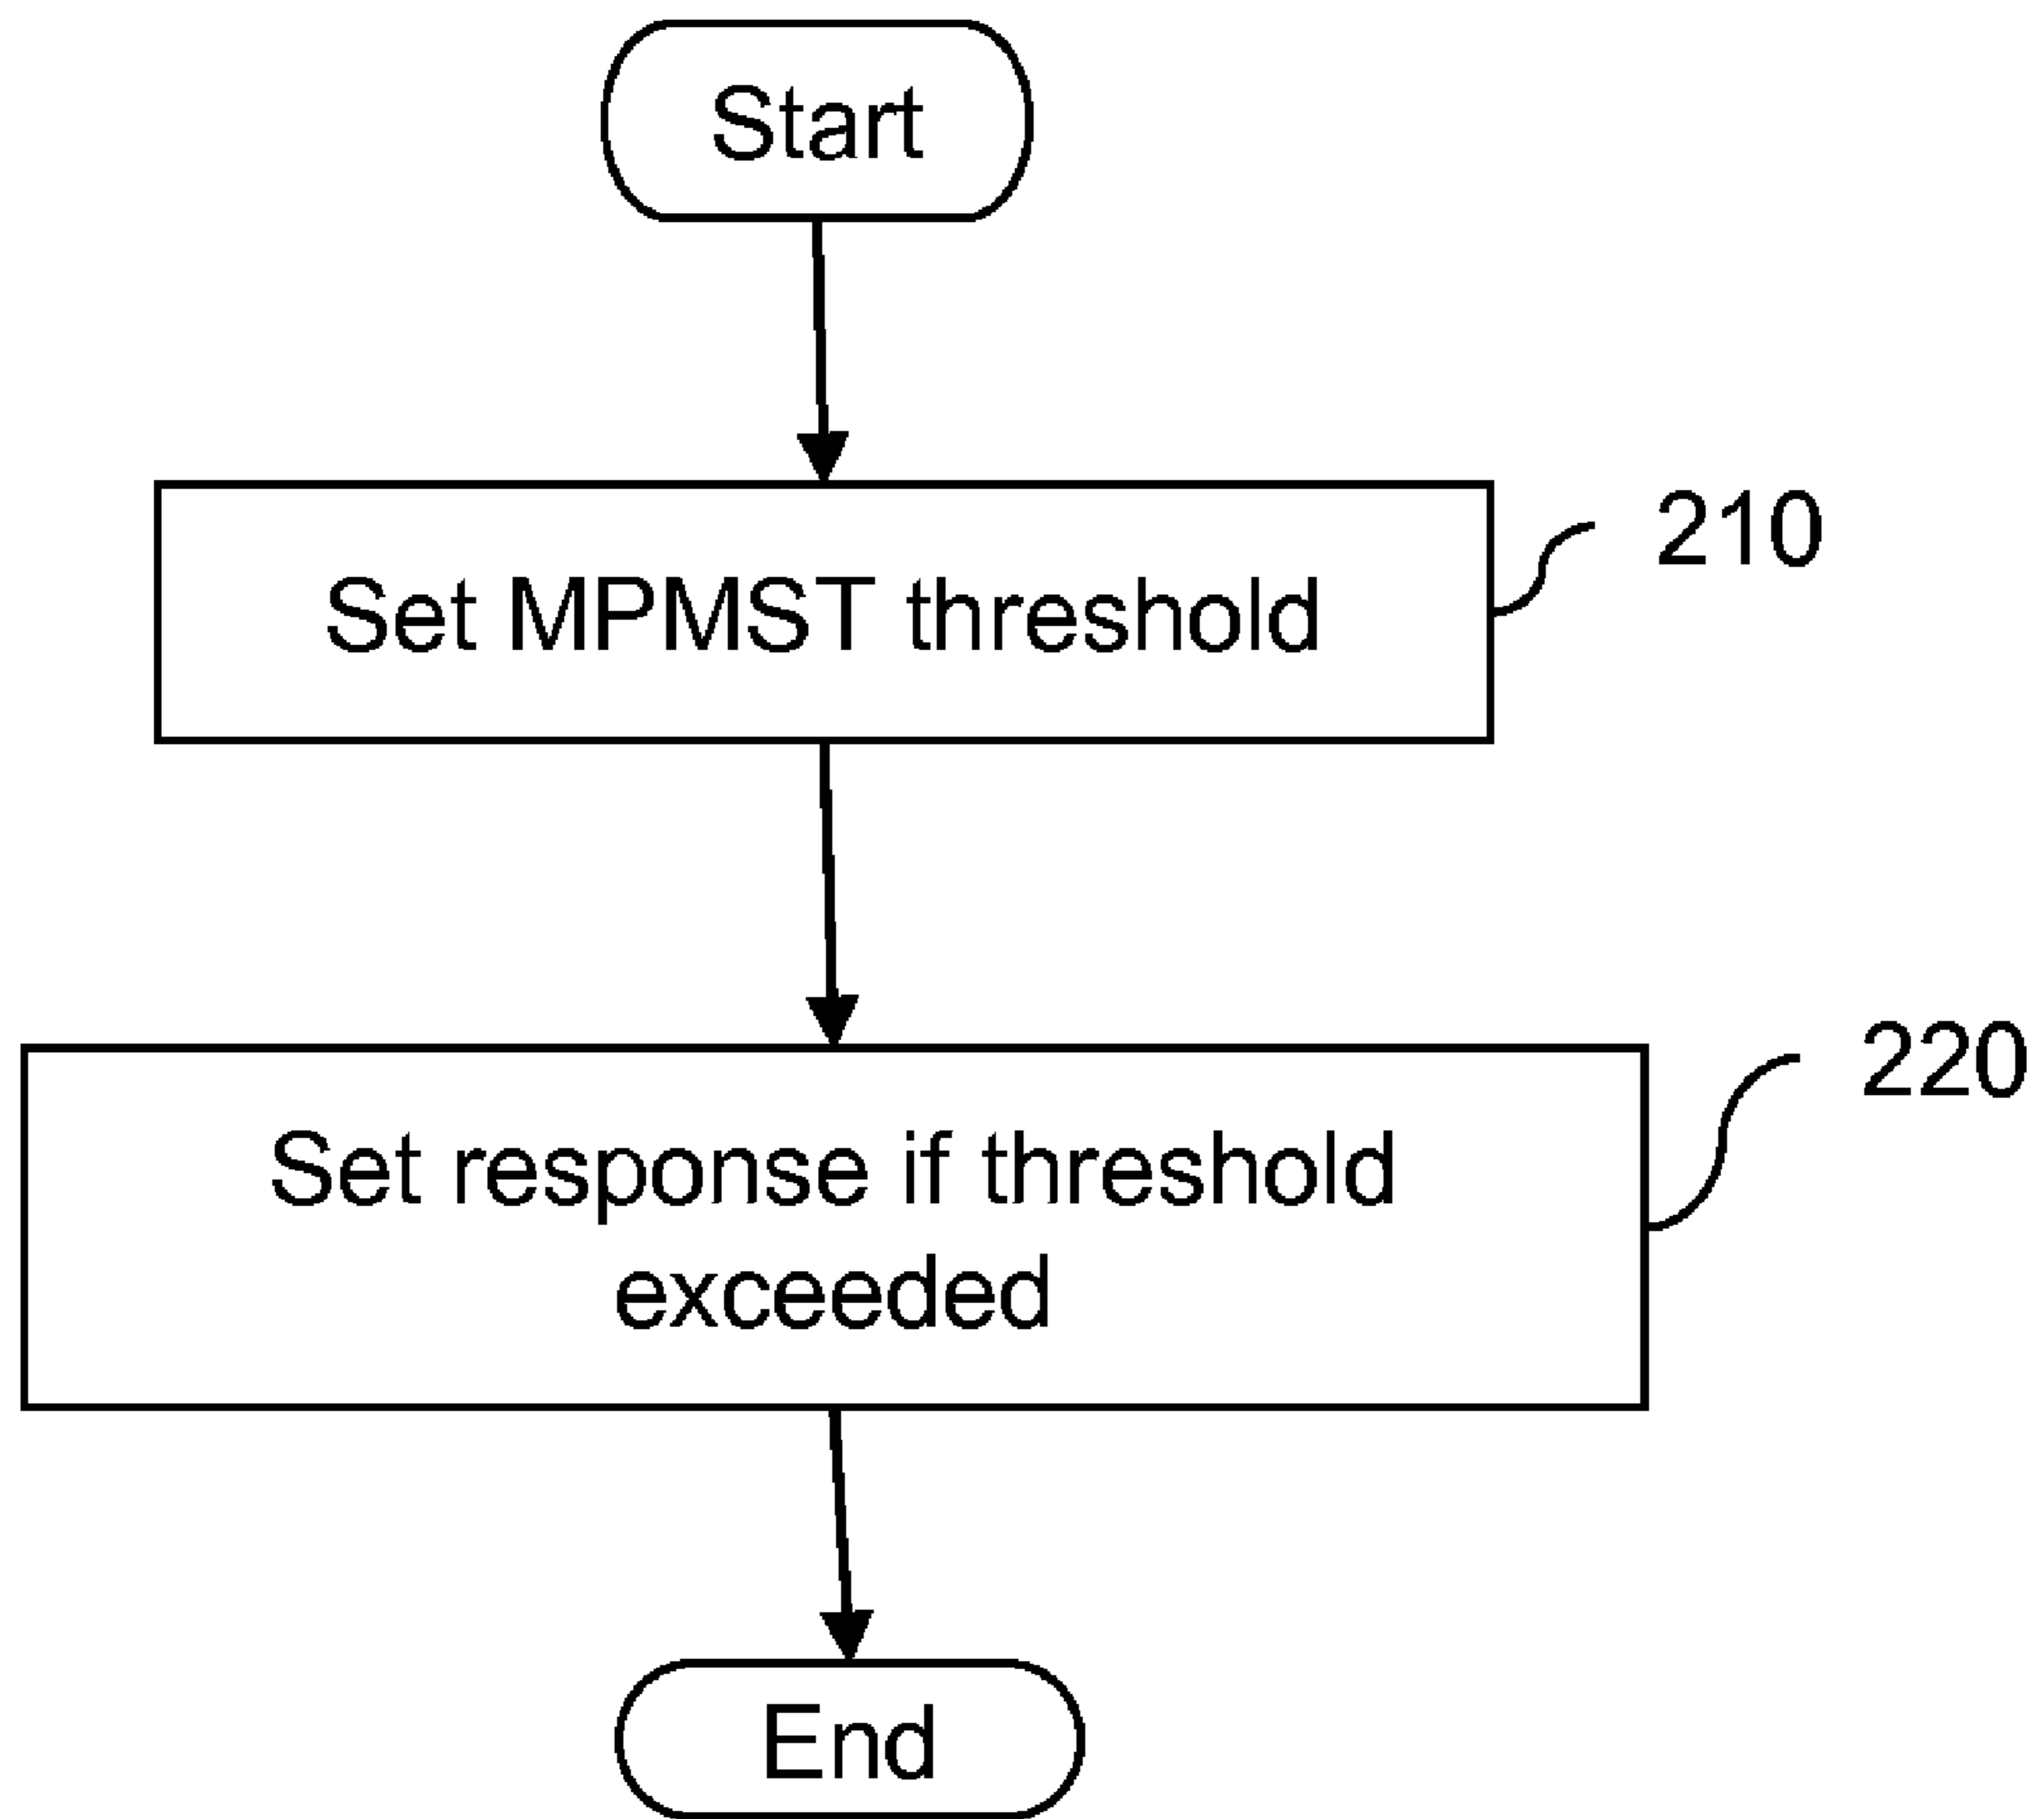 Start
Set MPMST threshold
210
Set response if threshold
exceeded
220
End